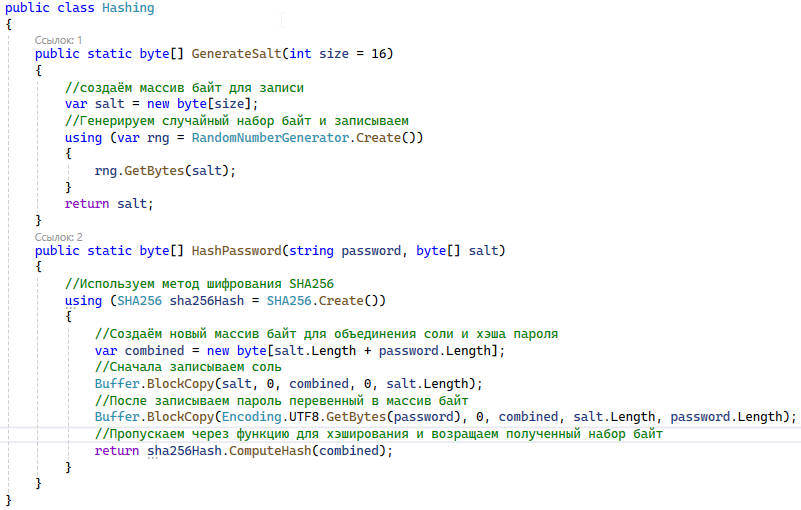 public class Hashing
{
Ссылок: 1
public static byte[] GenerateSalt(int size = 16)
{
//создаём массив байт для записи
var salt = new byte[size];
//Генерируем случайный набор байт и записываем
using (var rng = RandomNumberGenerator.Create())
{
rng.GetBytes(salt);
}
return salt;
}
Ссылок: 2
public static byte[] HashPassword(string password, byte[] salt)
{
//Используем метод шифрования SHA256
using (SHA256 sha256Hash = SHA256.Create())
{
//Создаём новый массив байт для объединения соли и хэша пароля
var combined = new byte[salt.Length + password.Length];
//Сначала записываем соль
Buffer.BlockCopy(salt, 0, combined, 0, salt.Length);
//После записываем пароль перевенный в массив байт
Buffer.BlockCopy(Encoding.UTF8.GetBytes(password), 0, combined, salt.Length, password.Length);
//Пропускаем через функцию для хэширования и возращаем полученный набор байт
return sha256Hash.ComputeHash(combined);
}
}
}